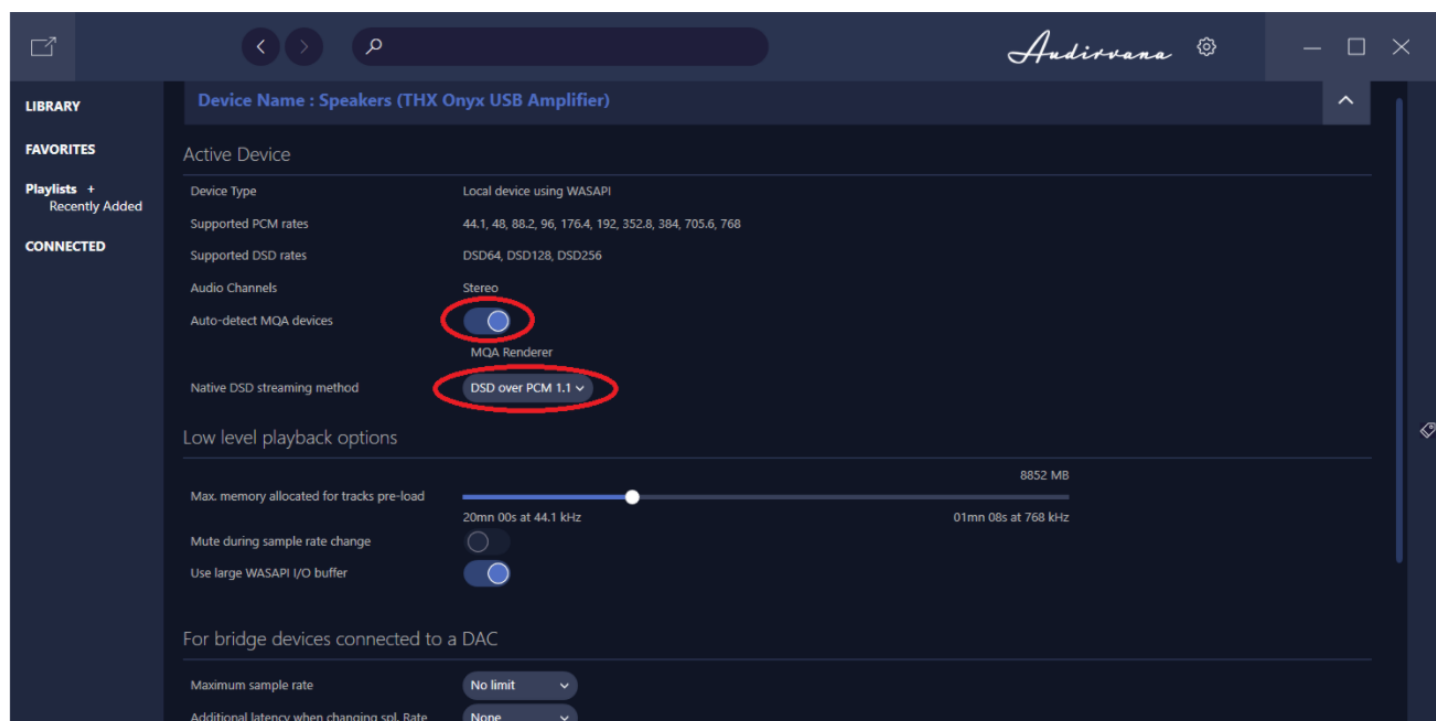 Audirvana
LIBRARY
FAVORITES
Playlists +
Recently Added
CONNECTED
Device Name : Speakers (THX Onyx USB Amplifier)
Active Device
Device Type Local device using WASAPI
Supported PCM rates 44.1, 48, 88.2, 96, 176.4, 192, 352.8, 384, 705.6, 768
Supported DSD rates DSD64, DSD128, DSD256
Audio Channels Stereo
Auto-detect MQA devices
MQA Renderer
Native DSD streaming method DSD over PCM 1.1
Low level playback options
8852 MB
Max. memory allocated for tracks pre-load
20mn 00s at 44.1 kHz 01mn 08s at 768 kHz
Mute during sample rate change
Use large WASAPI I/O buffer
For bridge devices connected to a DAC
Maximum sample rate No limit
Additional latency when changing spl. Rate None